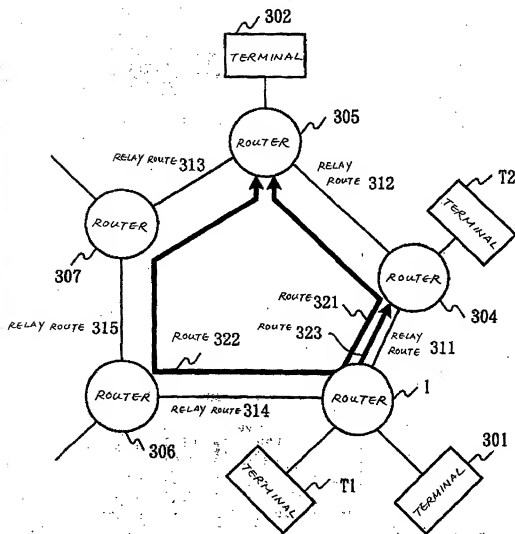 302
TERMINAL
305
ROUTER
RELAY ROUTE 313
RELAY
ROUTE 312
T2
TERMINAL
ROUTER
307
ROUTER
304
ROUTE 321
RELAY ROUTE 315
ROUTE 322
ROUTE 323
RELAY
ROUTE 311
ROUTER
306
RELAY ROUTE 314
ROUTER
1
301
TERMINAL
T1
TERMINAL